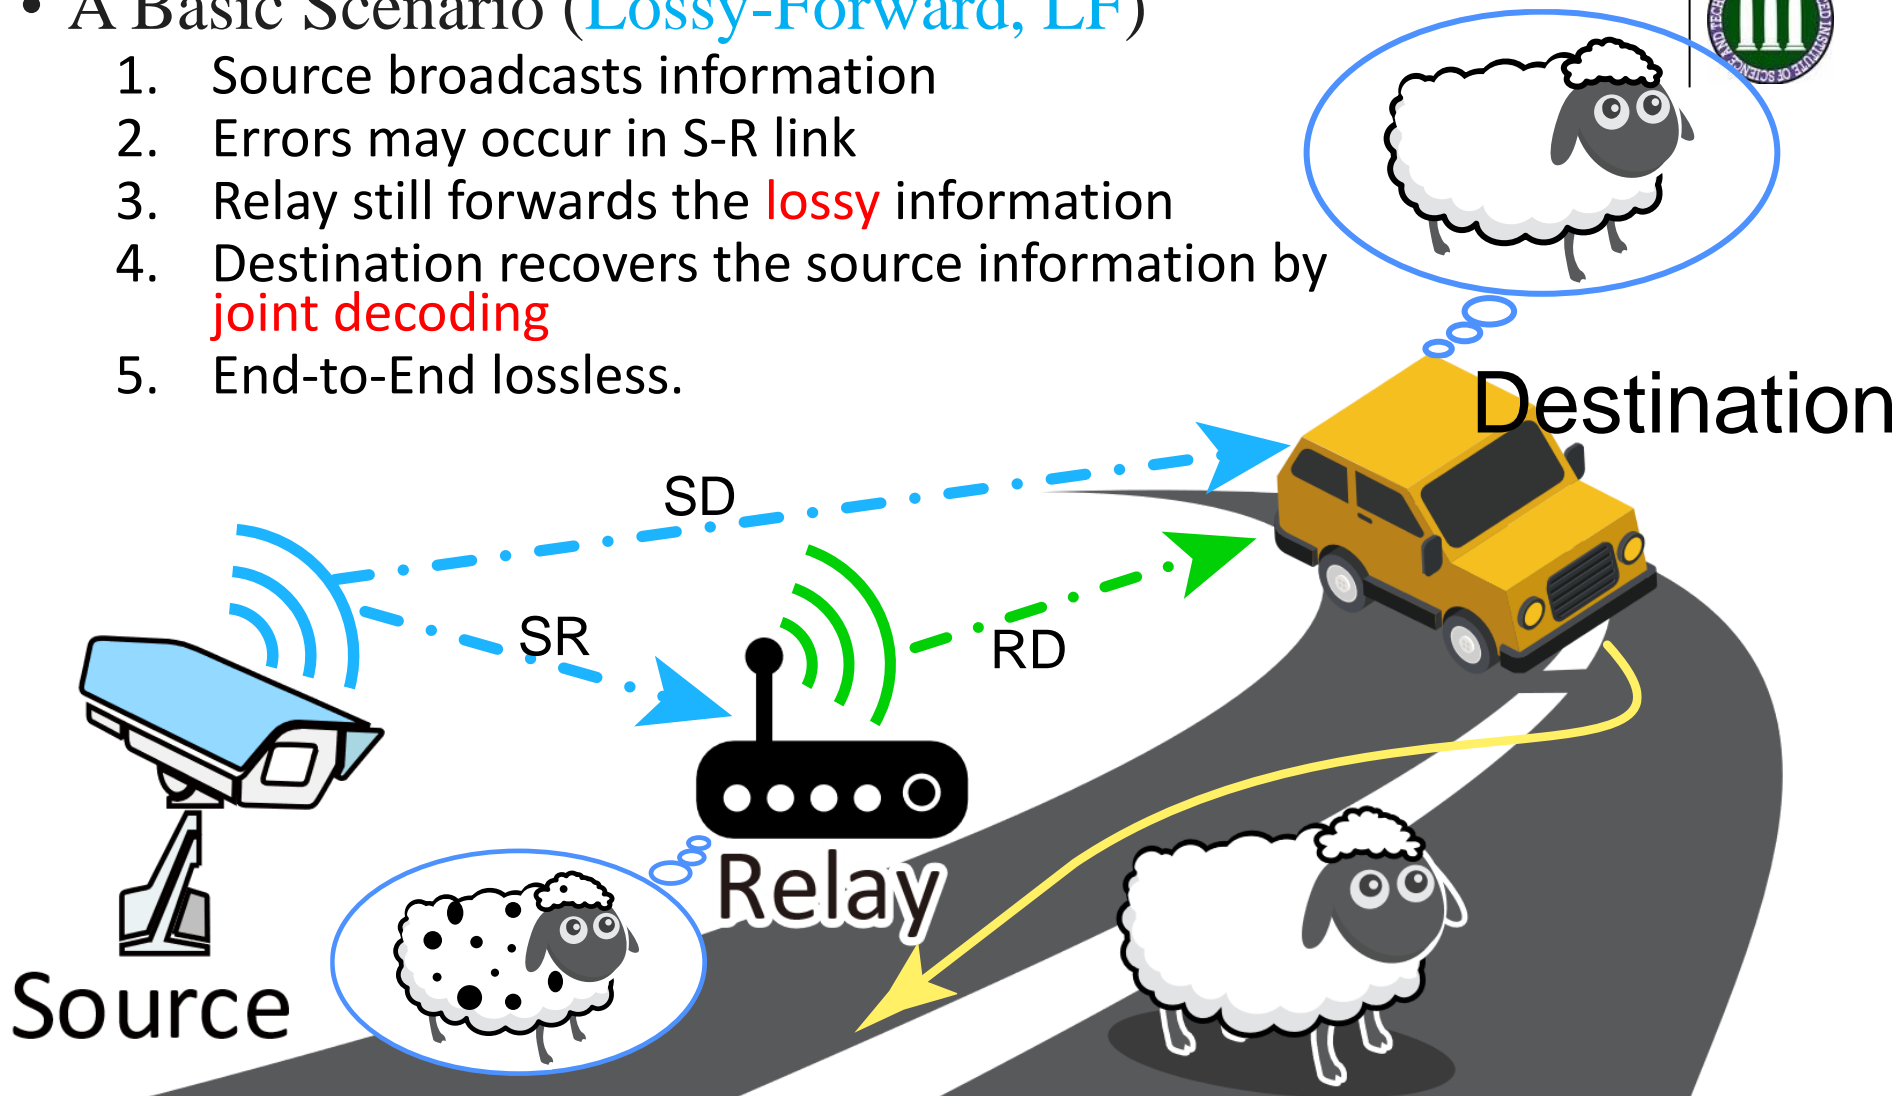 • A Basic Scenario (Lossy-Forward, LF)
1. Source broadcasts information
2. Errors may occur in S-R link
3. Relay still forwards the lossy information
4. Destination recovers the source information by
joint decoding
5. End-to-End lossless.
Destination
SD
SR
RD
Relay
Source